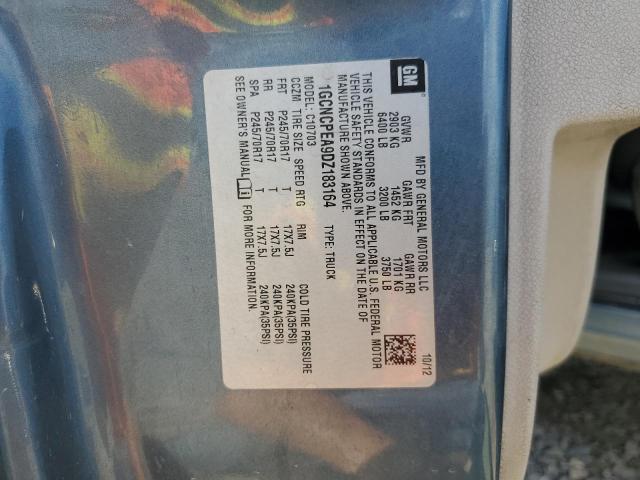 GM
MFD BY GENERAL MOTORS LLC 10/12
GVWR GAWR FRT GAWR RR
2903 KG 1452 KG 1701 KG
6400 LB 3200 LB 3750 LB
THIS VEHICLE CONFORMS TO ALL APPLICABLE U.S. FEDERAL MOTOR
VEHICLE SAFETY STANDARDS IN EFFECT ON THE DATE OF
MANUFACTURE SHOWN ABOVE.
1GCNCPEA9DZ183164 TYPE: TRUCK
MODEL: C10703
CCZM TIRE SIZE SPEED RTG RIM COLD TIRE PRESSURE
FRT P245/70R17 T 17X7.5J 240KPA(35PSI)
RR P245/70R17 T 17X7.5J 240KPA(35PSI)
SPA P245/70R17 T 17X7.5J 240KPA(35PSI)
SEE OWNER'S MANUAL FOR MORE INFORMATION.